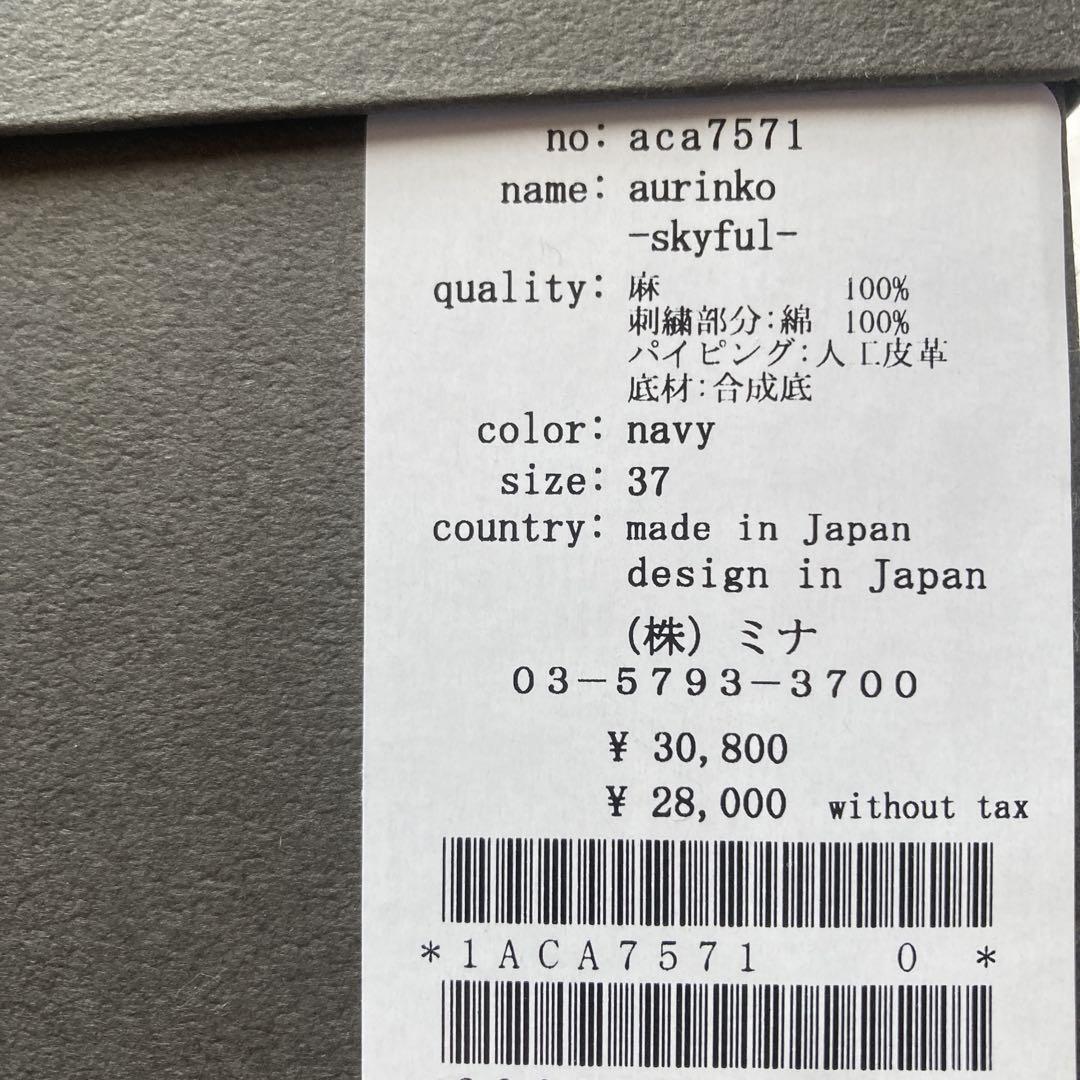 no: aca7571
name: aurinko
-skyful-
quality: 麻 100%
刺繍部分:綿 100%
パイピング:人工皮革
底材:合成底
color: navy
size: 37
country: made in Japan
design in Japan
(株) ミナ
03-5793-3700
¥ 30,800
¥ 28,000 without tax
*1ACA7571 0 *